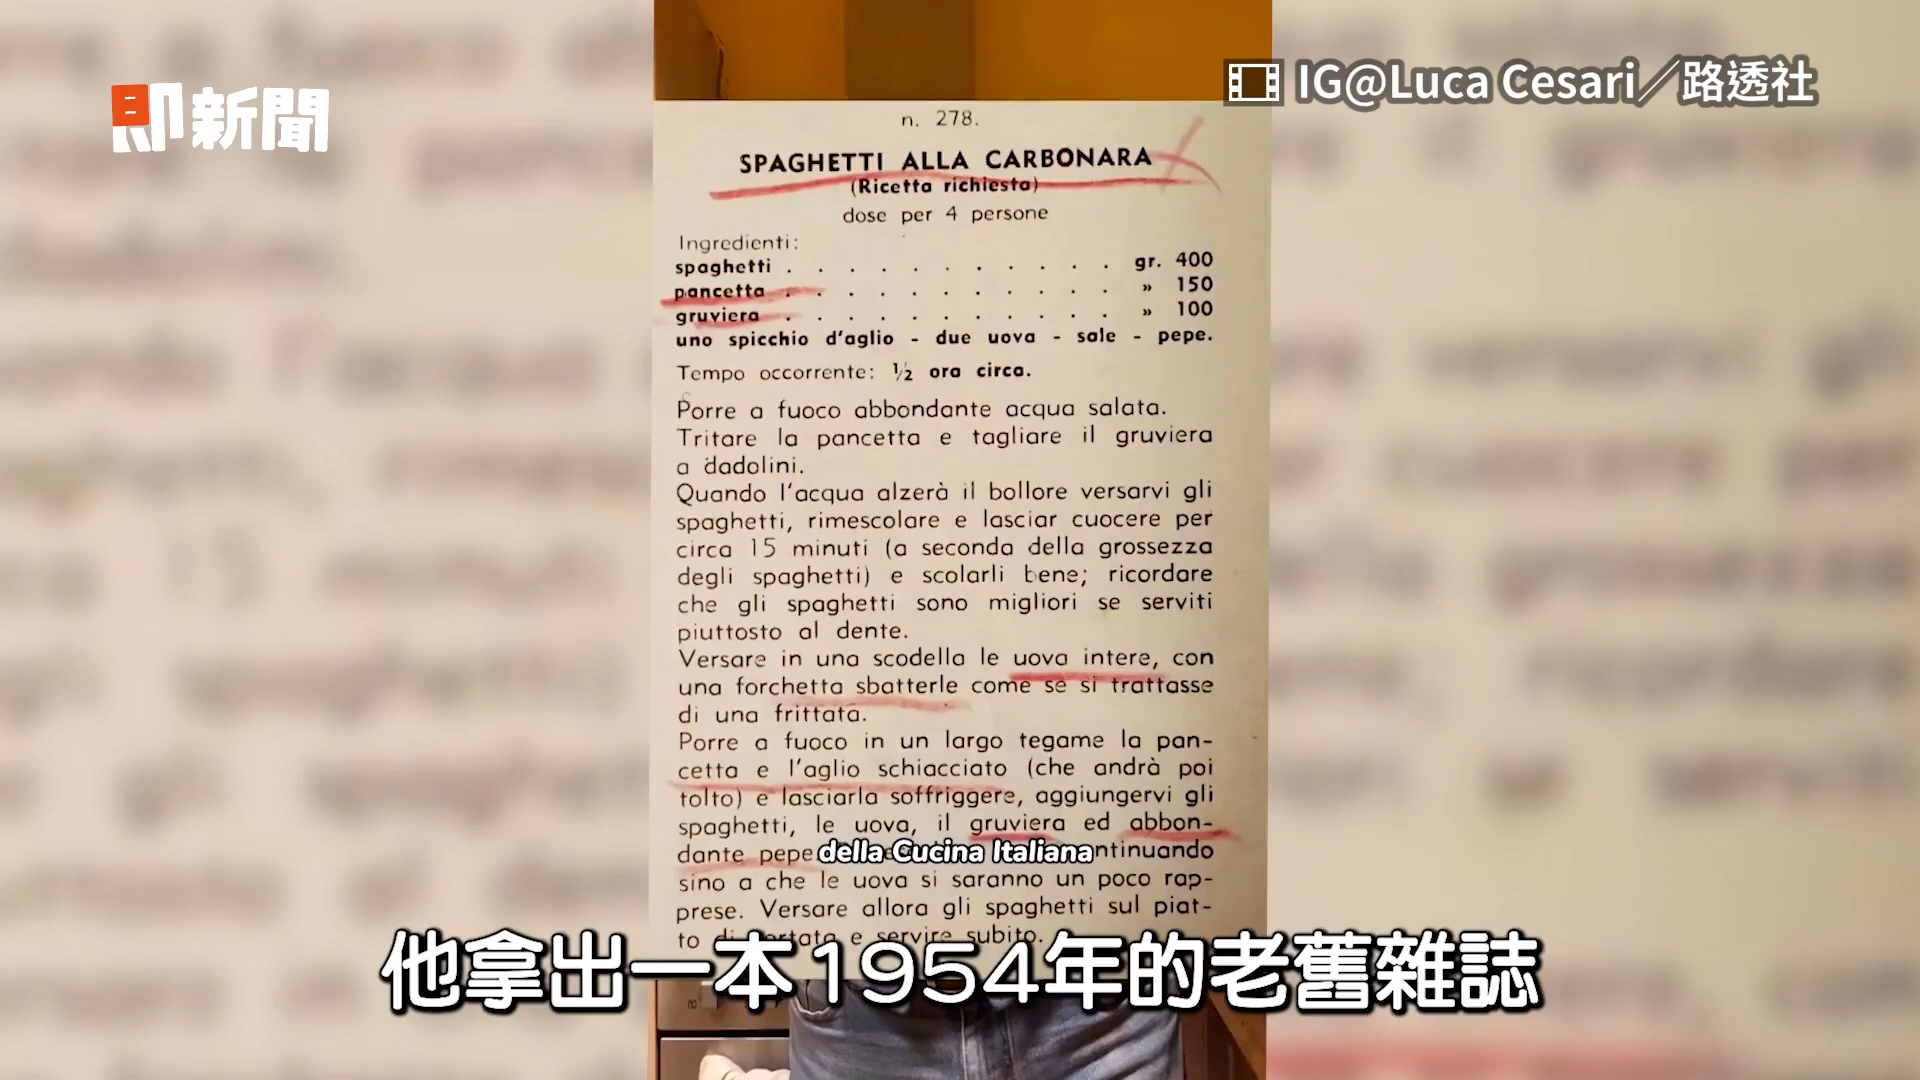 即新聞
IG@Luca Cesari／路透社
n. 278.
SPAGHETTI ALLA CARBONARA
(Ricetta richiesta)
dose per 4 persone
Ingredienti:
spaghetti . . . . . . . . . . . gr. 400
pancetta . . . . . . . . . . . » 150
gruviera . . . . . . . . . . . » 100
uno spicchio d'aglio - due uova - sale - pepe.
Tempo occorrente: ½ ora circa.
Porre a fuoco abbondante acqua salata.
Tritare la pancetta e tagliare il gruviera
a dadolini.
Quando l'acqua alzerà il bollore versarvi gli
spaghetti, rimescolare e lasciar cuocere per
circa 15 minuti (a seconda della grossezza
degli spaghetti) e scolarli bene; ricordare
che gli spaghetti sono migliori se serviti
piuttosto al dente.
Versare in una scodella le uova intere, con
una forchetta sbatterle come se si trattasse
di una frittata.
Porre a fuoco in un largo tegame la pan-
cetta e l'aglio schiacciato (che andrà poi
tolto) e lasciarla soffriggere, aggiungervi gli
spaghetti, le uova, il gruviera ed abbon-
dante pepe ntinuando
della Cucina Italiana
sino a che le uova si saranno un poco rap-
prese. Versare allora gli spaghetti sul piat-
to e servire subito.
他拿出一本1954年的老舊雜誌